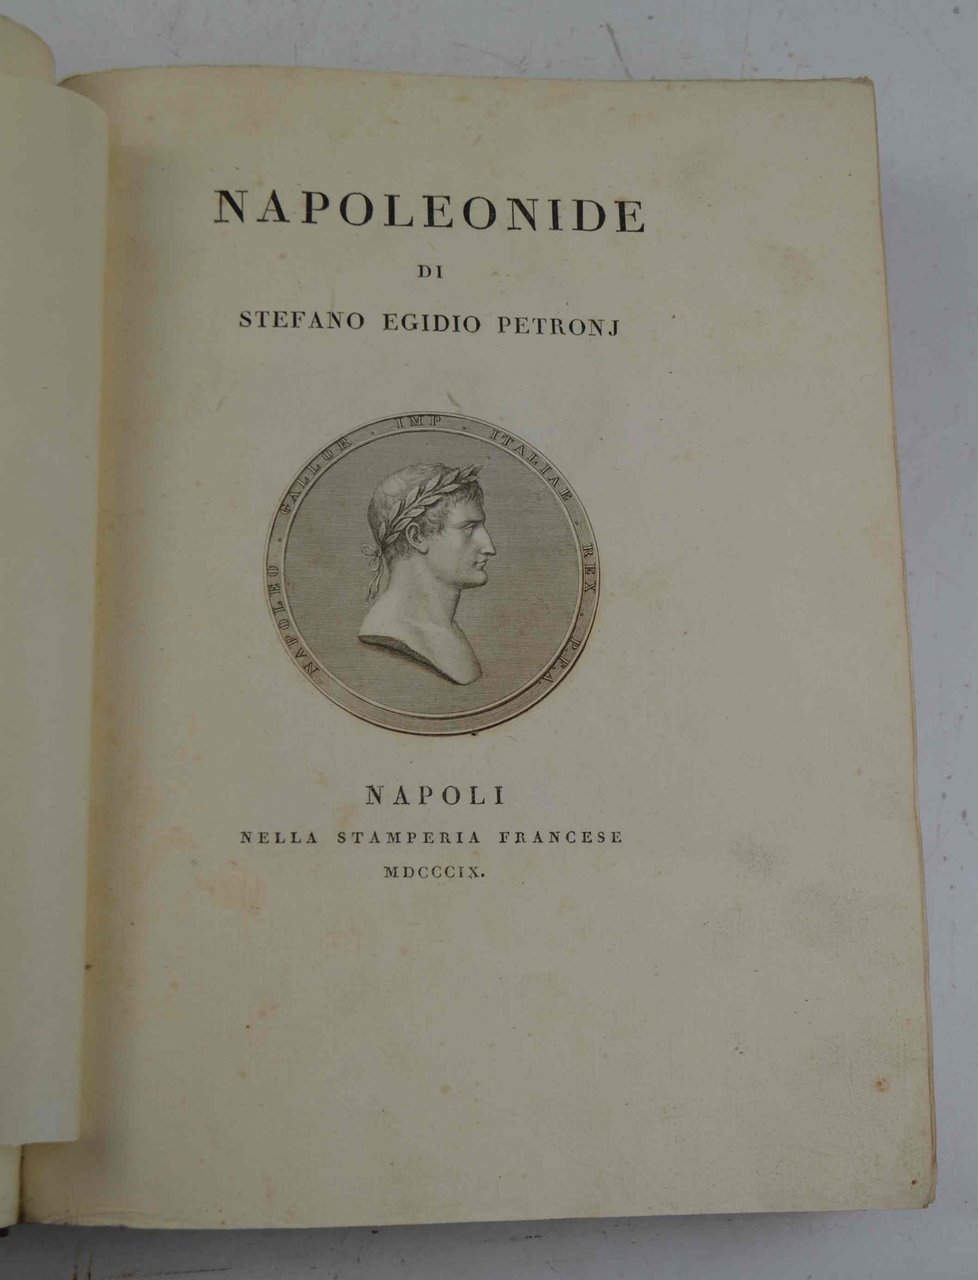 NAPOLEONIDE
DI
STEFANO EGIDIO PETRONJ
NAPOLEO . GALLOR . IMP . ITALIAE . REX . P.F.A.
NAPOLI
NELLA STAMPERIA FRANCESE
MDCCCIX.